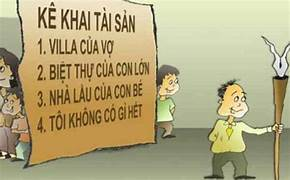 KÊ KHAI TÀI SẢN
1. VILLA CỦA VỢ
2. BIỆT THỰ CỦA CON LỚN
3. NHÀ LẦU CỦA CON BÉ
4. TÔI KHÔNG CÓ GÌ HẾT